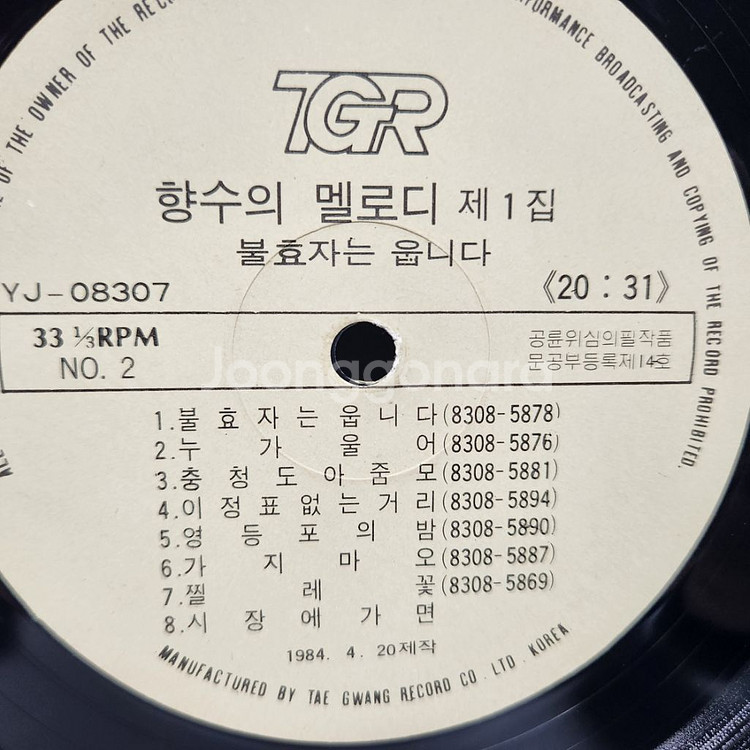 OF THE OWNER OF THE
PERFORMANCE BROADCASTING AND COPYING OF THE RECORD PROHIBITED.
TGR
향수의 멜로디 제1집
불효자는 웁니다
YJ-08307
《20 : 31》
33 ⅓RPM
NO. 2
공륜위심의필작품
문공부등록제14호
Joonggonara
1.불효자는웁니다(8308-5878)
2.누가울어(8308-5876)
3.충청도아줌모(8308-5881)
4.이정표없는거리(8308-5894)
5.영등포의밤(8308-5890)
6.가지마오(8308-5887)
7.찔레꽃(8308-5869)
8.시장에가면
1984. 4. 20제작
MANUFACTURED BY TAE GWANG RECORD CO. LTD. KOREA